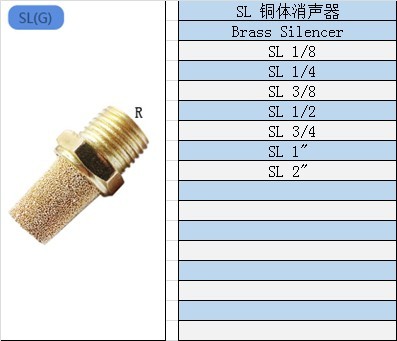 SL(G)
R
SL 铜体消声器
Brass Silencer
SL 1/8
SL 1/4
SL 3/8
SL 1/2
SL 3/4
SL 1"
SL 2"